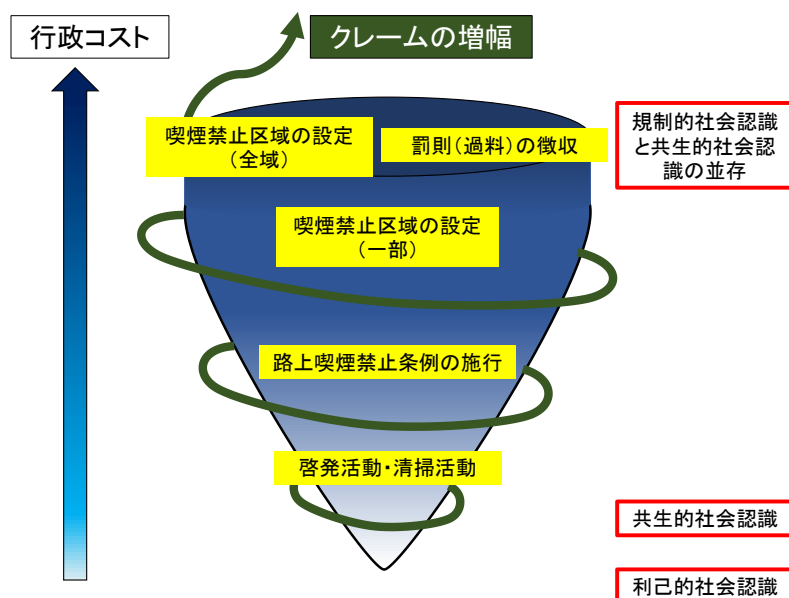 行政コスト
クレームの増幅
喫煙禁止区域の設定
(全域)
罰則(過料)の徴収
規制的社会認識
と共生的社会認
識の並存
喫煙禁止区域の設定
(一部)
路上喫煙禁止条例の施行
啓発活動・清掃活動
共生的社会認識
利己的社会認識